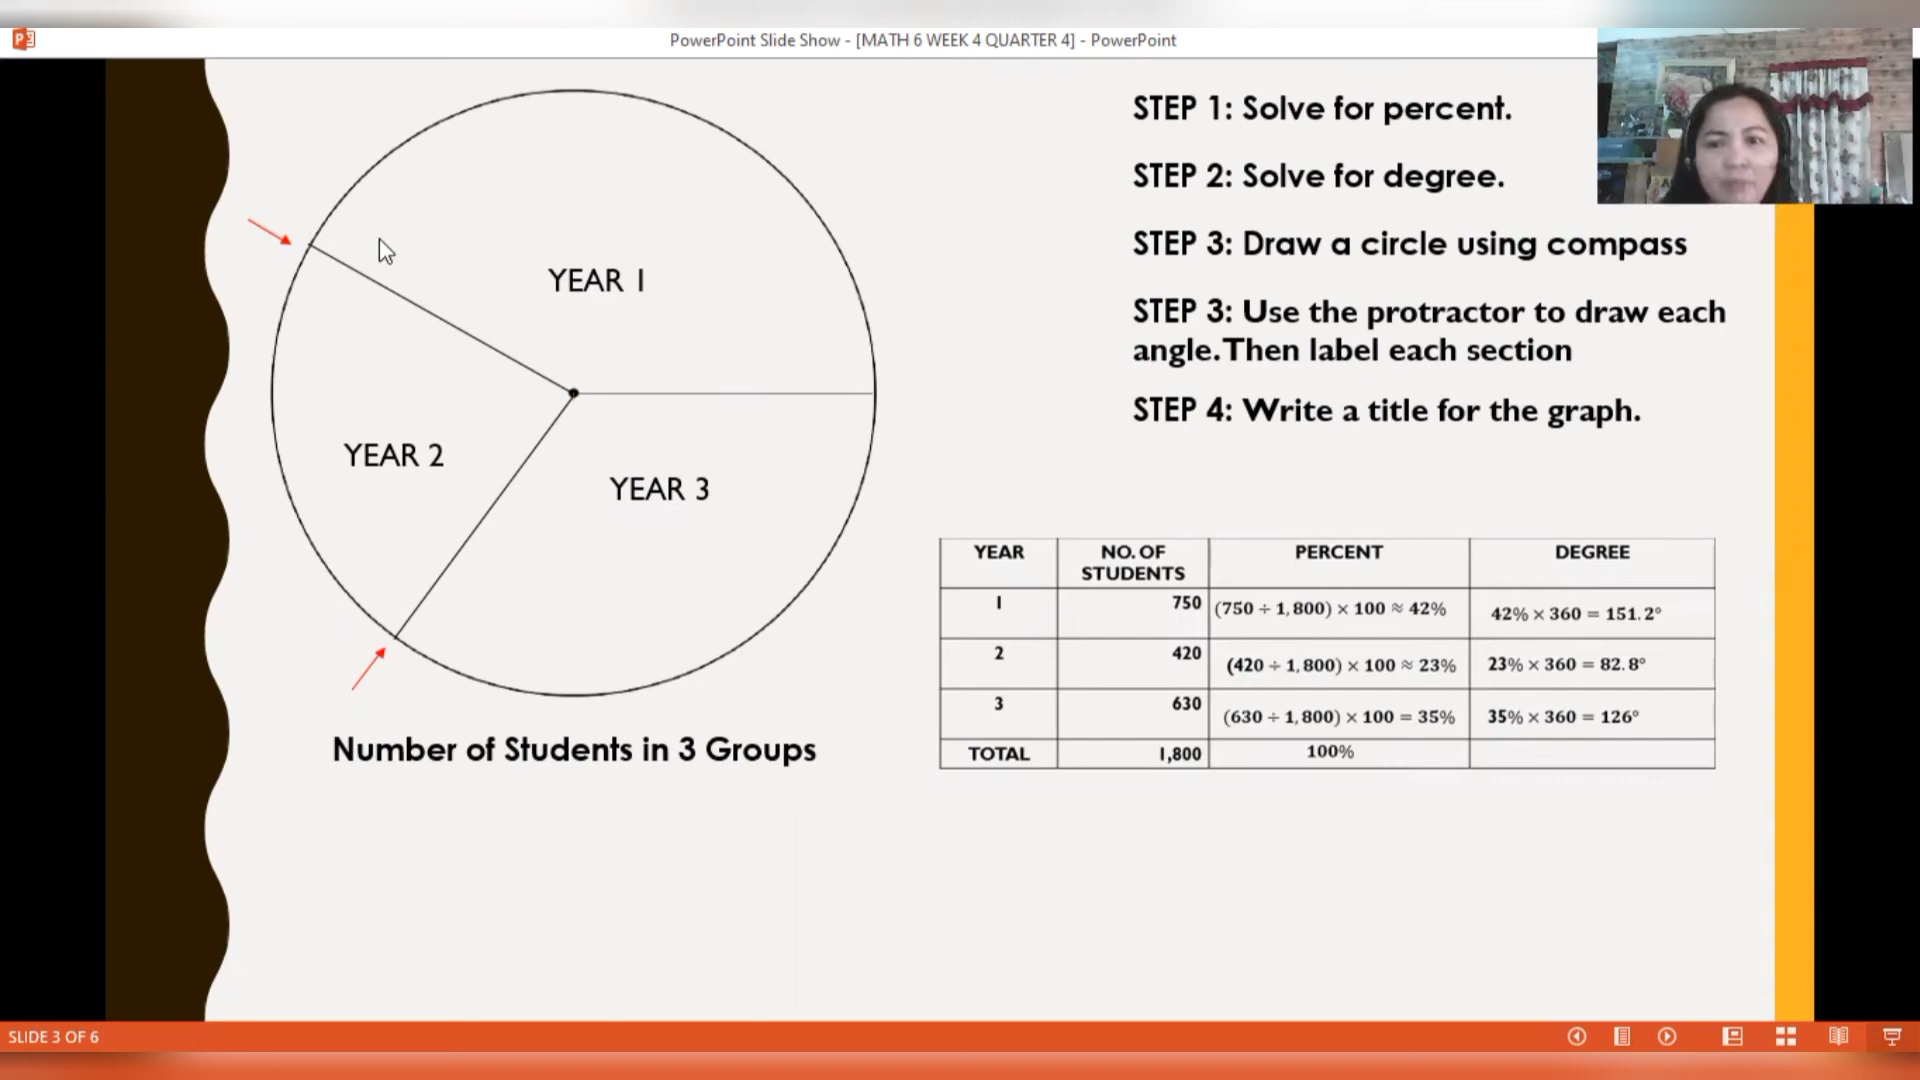 PowerPoint Slide Show - [MATH 6 WEEK 4 QUARTER 4] - PowerPoint
STEP 1: Solve for percent.
STEP 2: Solve for degree.
STEP 3: Draw a circle using compass
STEP 3: Use the protractor to draw each
angle.Then label each section
STEP 4: Write a title for the graph.
YEAR 1
YEAR 2
YEAR 3
Number of Students in 3 Groups
YEAR NO. OF STUDENTS PERCENT DEGREE
1 750 (750 ÷ 1,800) × 100 ≈ 42% 42% × 360 = 151.2°
2 420 (420 ÷ 1,800) × 100 ≈ 23% 23% × 360 = 82.8°
3 630 (630 ÷ 1,800) × 100 = 35% 35% × 360 = 126°
TOTAL 1,800 100%
SLIDE 3 OF 6